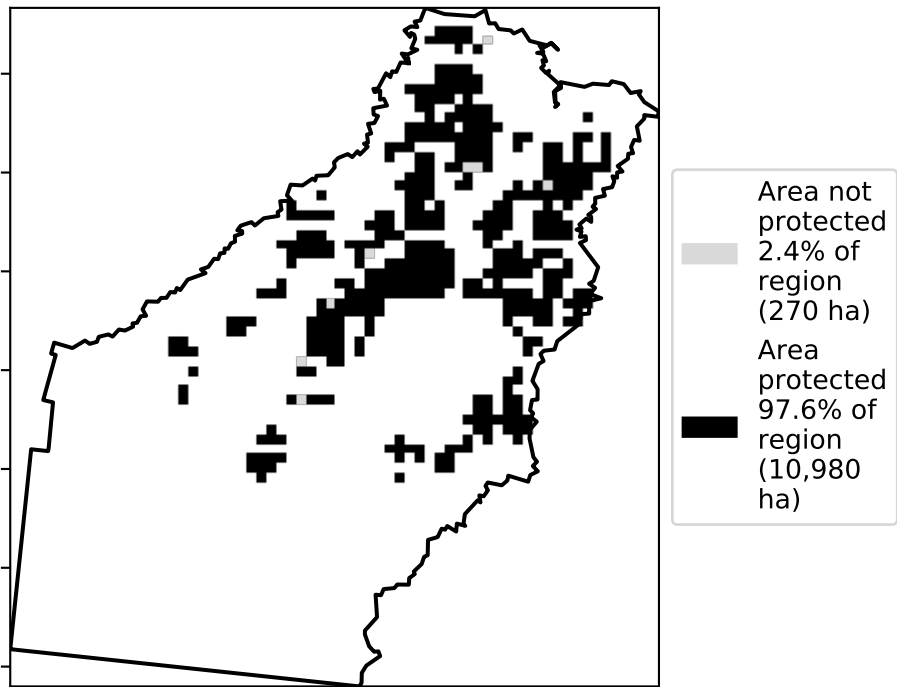 Area not
protected
2.4% of
region
(270 ha)
Area
protected
97.6% of
region
(10,980
ha)